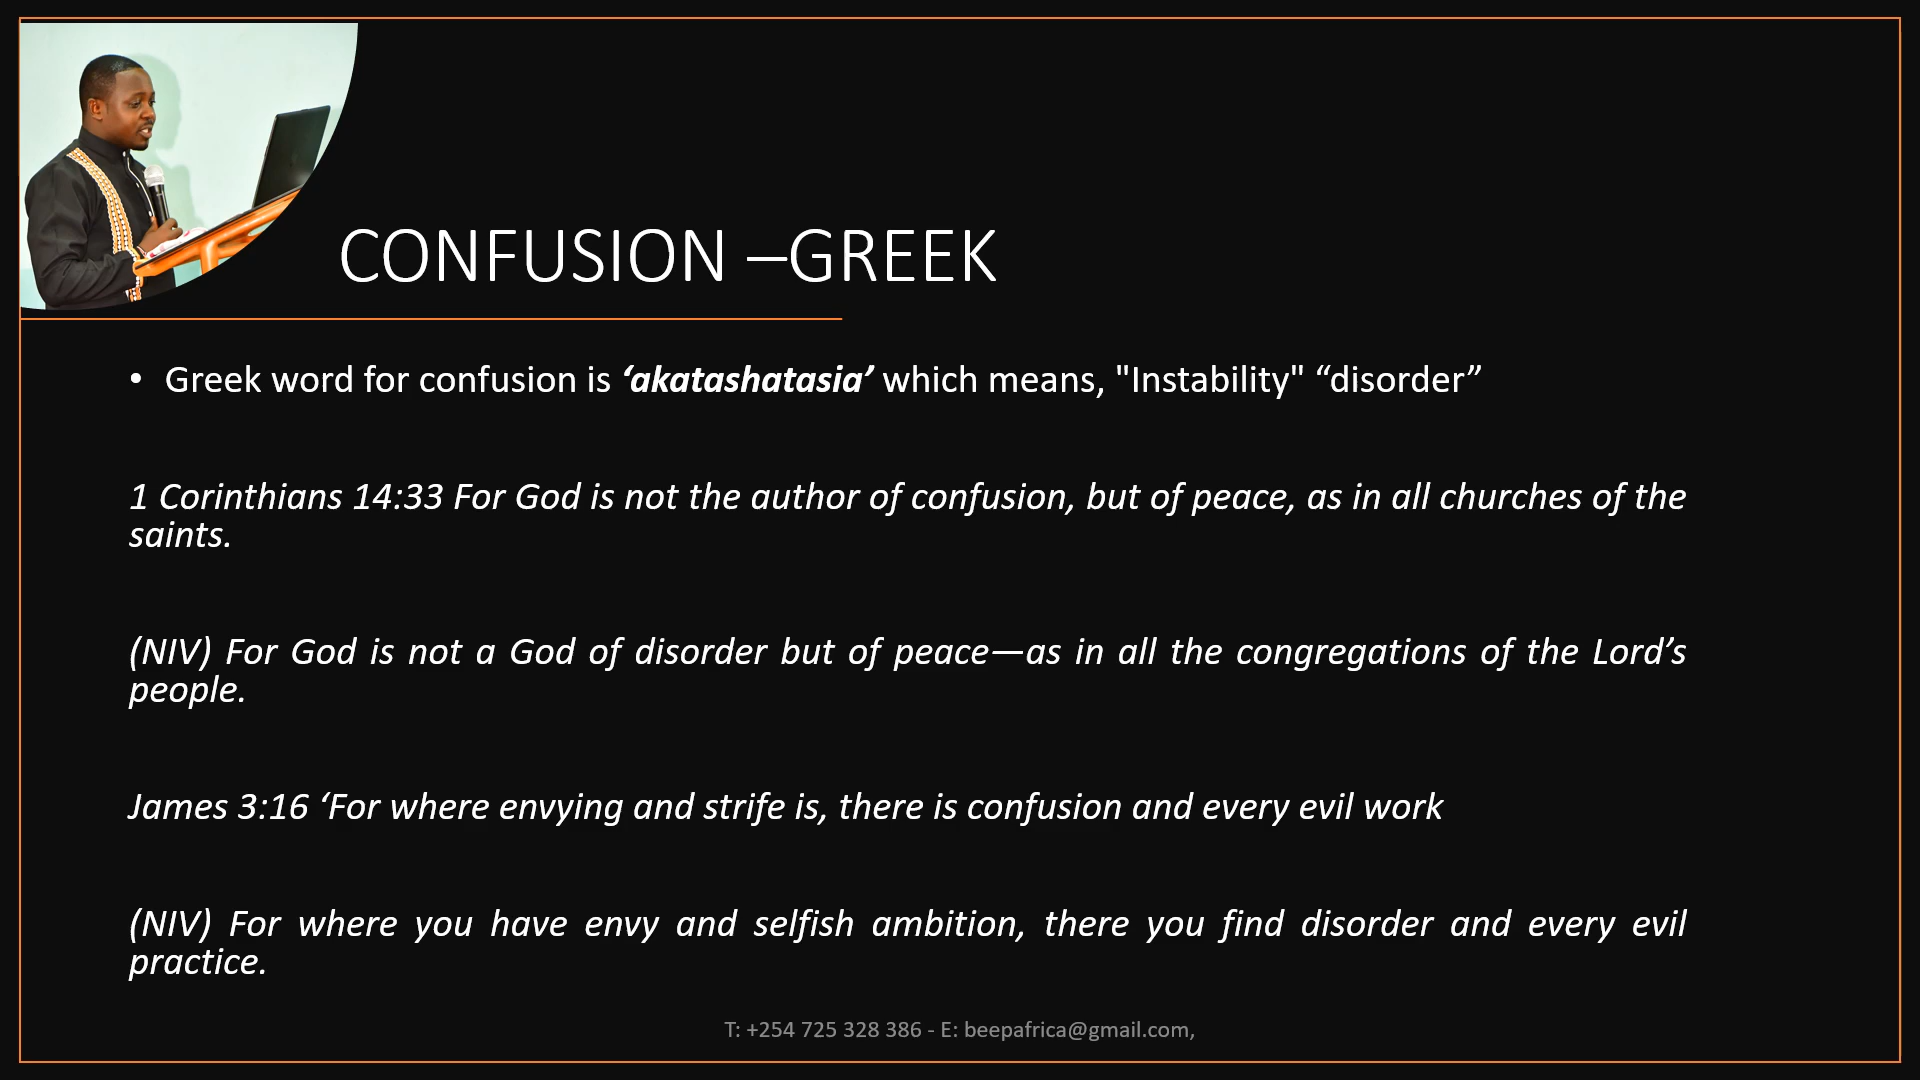 CONFUSION –GREEK
• Greek word for confusion is ‘akatashatasia’ which means, "Instability" “disorder”
1 Corinthians 14:33 For God is not the author of confusion, but of peace, as in all churches of the
saints.
(NIV) For God is not a God of disorder but of peace—as in all the congregations of the Lord’s
people.
James 3:16 ‘For where envying and strife is, there is confusion and every evil work
(NIV) For where you have envy and selfish ambition, there you find disorder and every evil
practice.
T: +254 725 328 386 - E: beepafrica@gmail.com,